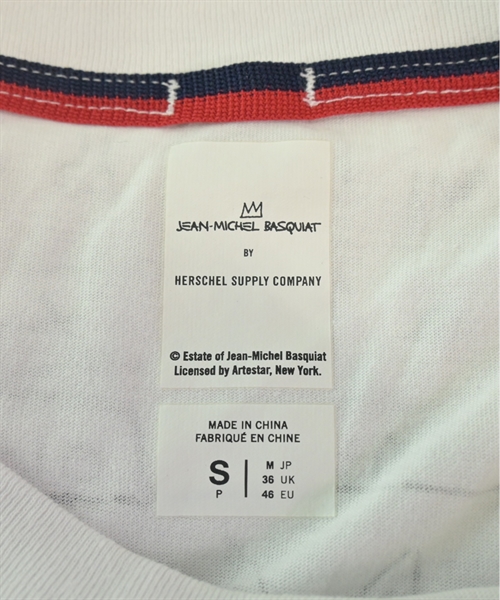 JEAN-MICHEL BASQUIAT
BY
HERSCHEL SUPPLY COMPANY
© Estate of Jean-Michel Basquiat
Licensed by Artestar, New York.
MADE IN CHINA
FABRIQUÉ EN CHINE
S
P
M JP
36 UK
46 EU